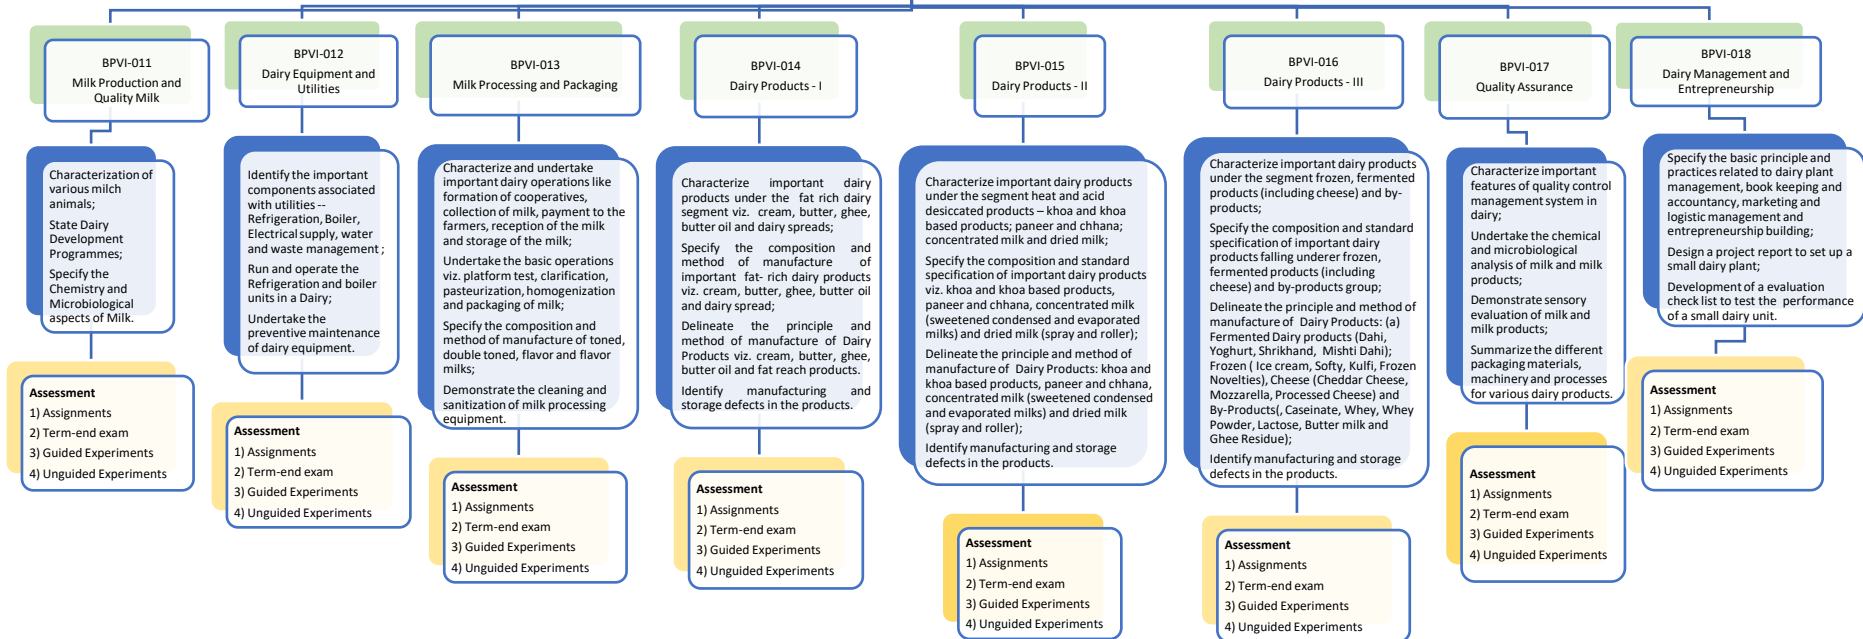 BPVI-011
Milk Production and
Quality Milk
Characterization of
various milch
animals;
State Dairy
Development
Programmes;
Specify the
Chemistry and
Microbiological
aspects of Milk.
Assessment
1) Assignments
2) Term-end exam
3) Guided Experiments
4) Unguided Experiments
BPVI-012
Dairy Equipment and
Utilities
Identify the important
components associated
with utilities --
Refrigeration, Boiler,
Electrical supply, water
and waste management ;
Run and operate the
Refrigeration and boiler
units in a Dairy;
Undertake the
preventive maintenance
of dairy equipment.
Assessment
1) Assignments
2) Term-end exam
3) Guided Experiments
4) Unguided Experiments
BPVI-013
Milk Processing and Packaging
Characterize and undertake
important dairy operations like
formation of cooperatives,
collection of milk, payment to the
farmers, reception of the milk
and storage of the milk;
Undertake the basic operations
viz. platform test, clarification,
pasteurization, homogenization
and packaging of milk;
Specify the composition and
method of manufacture of toned,
double toned, flavor and flavor
milks;
Demonstrate the cleaning and
sanitization of milk processing
equipment.
Assessment
1) Assignments
2) Term-end exam
3) Guided Experiments
4) Unguided Experiments
BPVI-014
Dairy Products - I
Characterize important dairy
products under the fat rich dairy
segment viz. cream, butter, ghee,
butter oil and dairy spreads;
Specify the composition and
method of manufacture of
important fat- rich dairy products
viz. cream, butter, ghee, butter oil
and dairy spread;
Delineate the principle and
method of manufacture of Dairy
Products viz. cream, butter, ghee,
butter oil and fat reach products.
Identify manufacturing and
storage defects in the products.
Assessment
1) Assignments
2) Term-end exam
3) Guided Experiments
4) Unguided Experiments
BPVI-015
Dairy Products - II
Characterize important dairy products
under the segment heat and acid
desiccated products – khoa and khoa
based products; paneer and chhana;
concentrated milk and dried milk;
Specify the composition and standard
specification of important dairy products
viz. khoa and khoa based products,
paneer and chhana, concentrated milk
(sweetened condensed and evaporated
milks) and dried milk (spray and roller);
Delineate the principle and method of
manufacture of Dairy Products: khoa and
khoa based products, paneer and chhana,
concentrated milk (sweetened condensed
and evaporated milks) and dried milk
(spray and roller);
Identify manufacturing and storage
defects in the products.
Assessment
1) Assignments
2) Term-end exam
3) Guided Experiments
4) Unguided Experiments
BPVI-016
Dairy Products - III
Characterize important dairy products
under the segment frozen, fermented
products (including cheese) and by-
products;
Specify the composition and standard
specification of important dairy
products falling underer frozen,
fermented products (including
cheese) and by-products group;
Delineate the principle and method of
manufacture of Dairy Products: (a)
Fermented Dairy products (Dahi,
Yoghurt, Shrikhand, Mishti Dahi);
Frozen ( Ice cream, Softy, Kulfi, Frozen
Novelties), Cheese (Cheddar Cheese,
Mozzarella, Processed Cheese) and
By-Products(, Caseinate, Whey, Whey
Powder, Lactose, Butter milk and
Ghee Residue);
Identify manufacturing and storage
defects in the products.
Assessment
1) Assignments
2) Term-end exam
3) Guided Experiments
4) Unguided Experiments
BPVI-017
Quality Assurance
Characterize important
features of quality control
management system in
dairy;
Undertake the chemical
and microbiological
analysis of milk and milk
products;
Demonstrate sensory
evaluation of milk and
milk products;
Summarize the different
packaging materials,
machinery and processes
for various dairy products.
Assessment
1) Assignments
2) Term-end exam
3) Guided Experiments
4) Unguided Experiments
BPVI-018
Dairy Management and
Entrepreneurship
Specify the basic principle and
practices related to dairy plant
management, book keeping and
accountancy, marketing and
logistic management and
entrepreneurship building;
Design a project report to set up a
small dairy plant;
Development of a evaluation
check list to test the performance
of a small dairy unit.
Assessment
1) Assignments
2) Term-end exam
3) Guided Experiments
4) Unguided Experiments